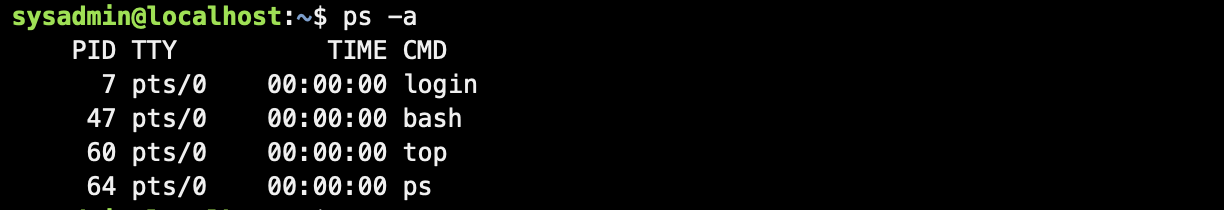 sysadmin@localhost:~$ ps -a
    PID TTY          TIME CMD
      7 pts/0    00:00:00 login
     47 pts/0    00:00:00 bash
     60 pts/0    00:00:00 top
     64 pts/0    00:00:00 ps